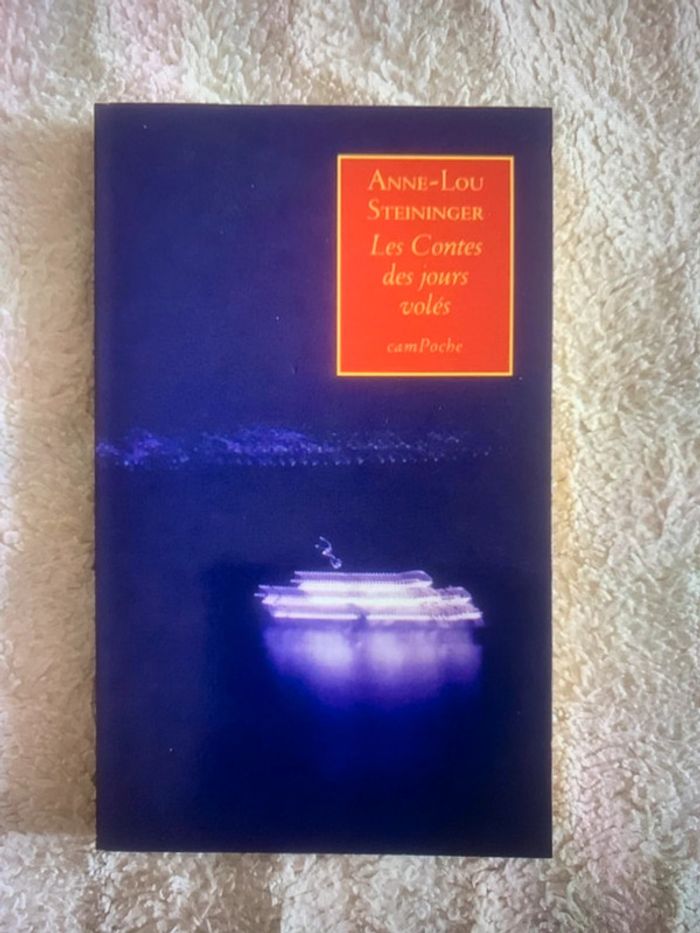 Anne-Lou
Steininger
Les Contes
des jours
volés
camPoche